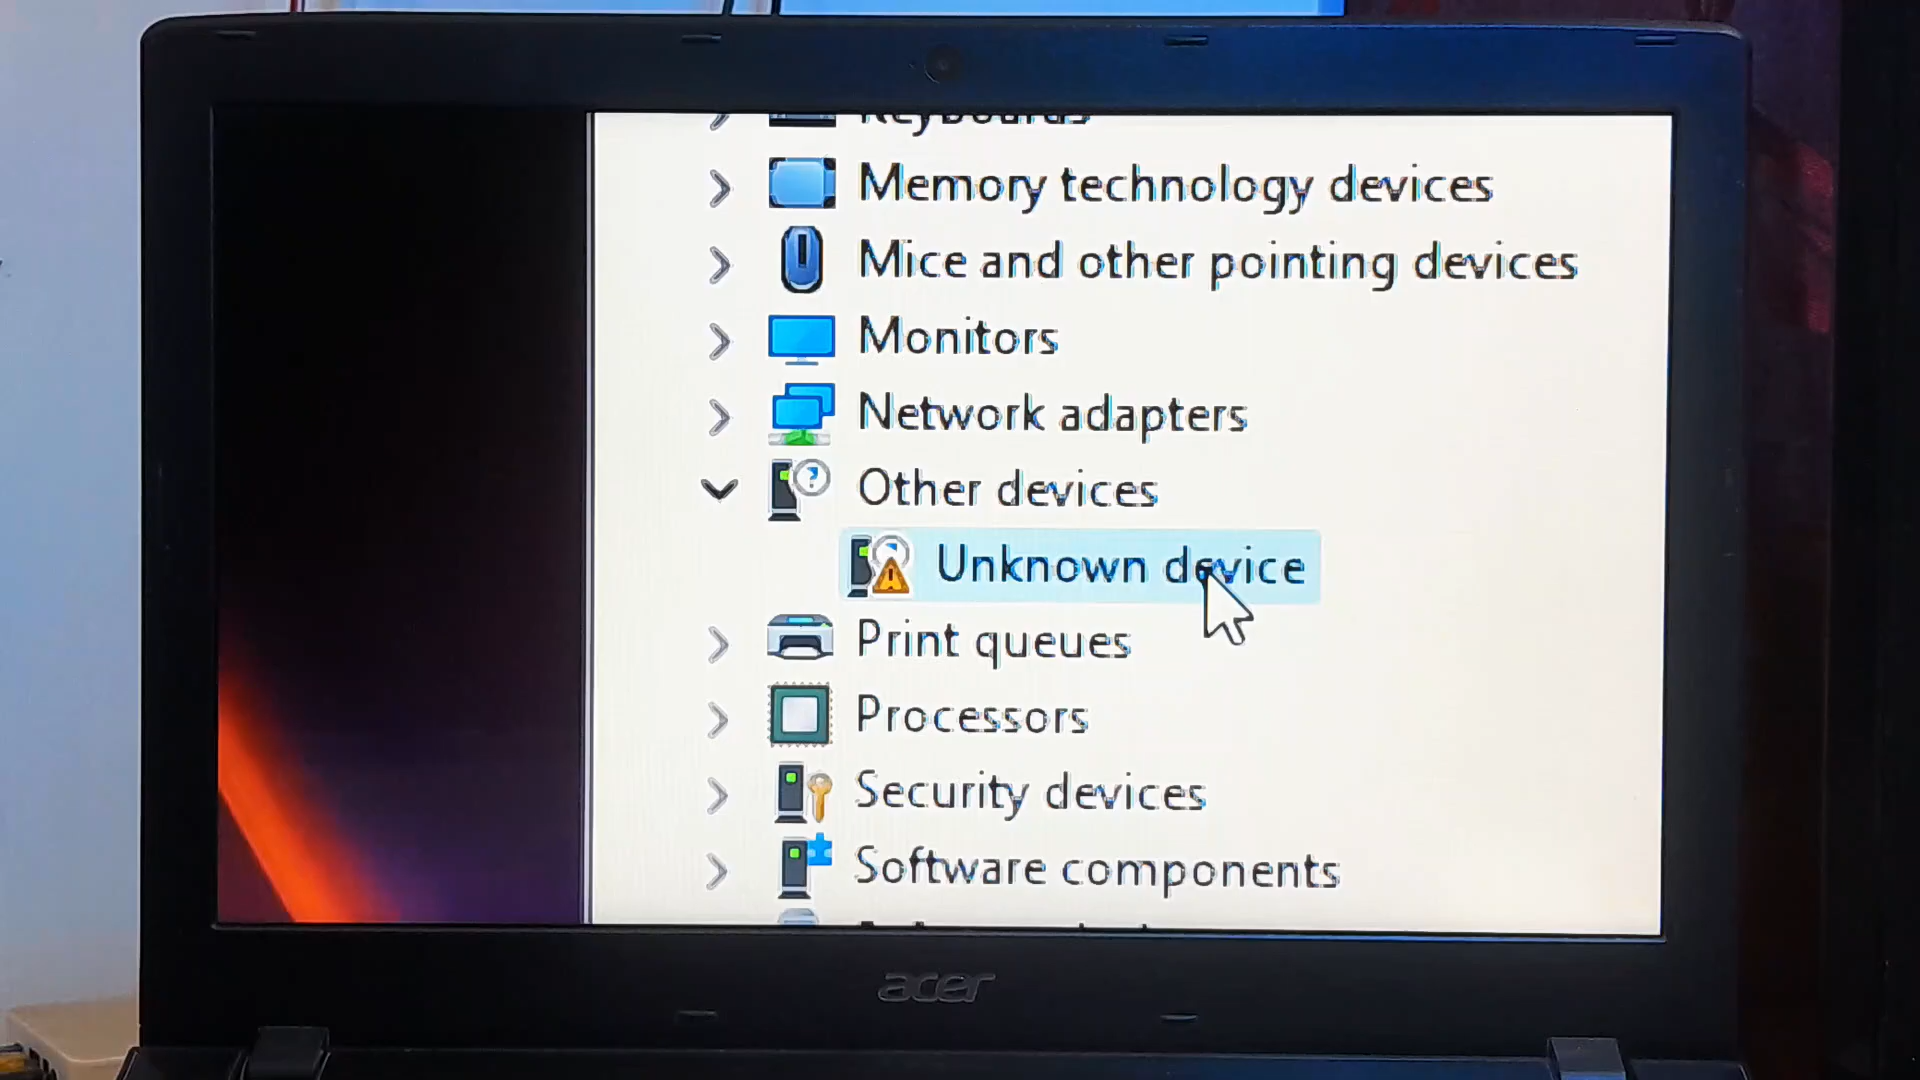 Keyboards
Memory technology devices
Mice and other pointing devices
Monitors
Network adapters
Other devices
Unknown device
Print queues
Processors
Security devices
Software components
acer